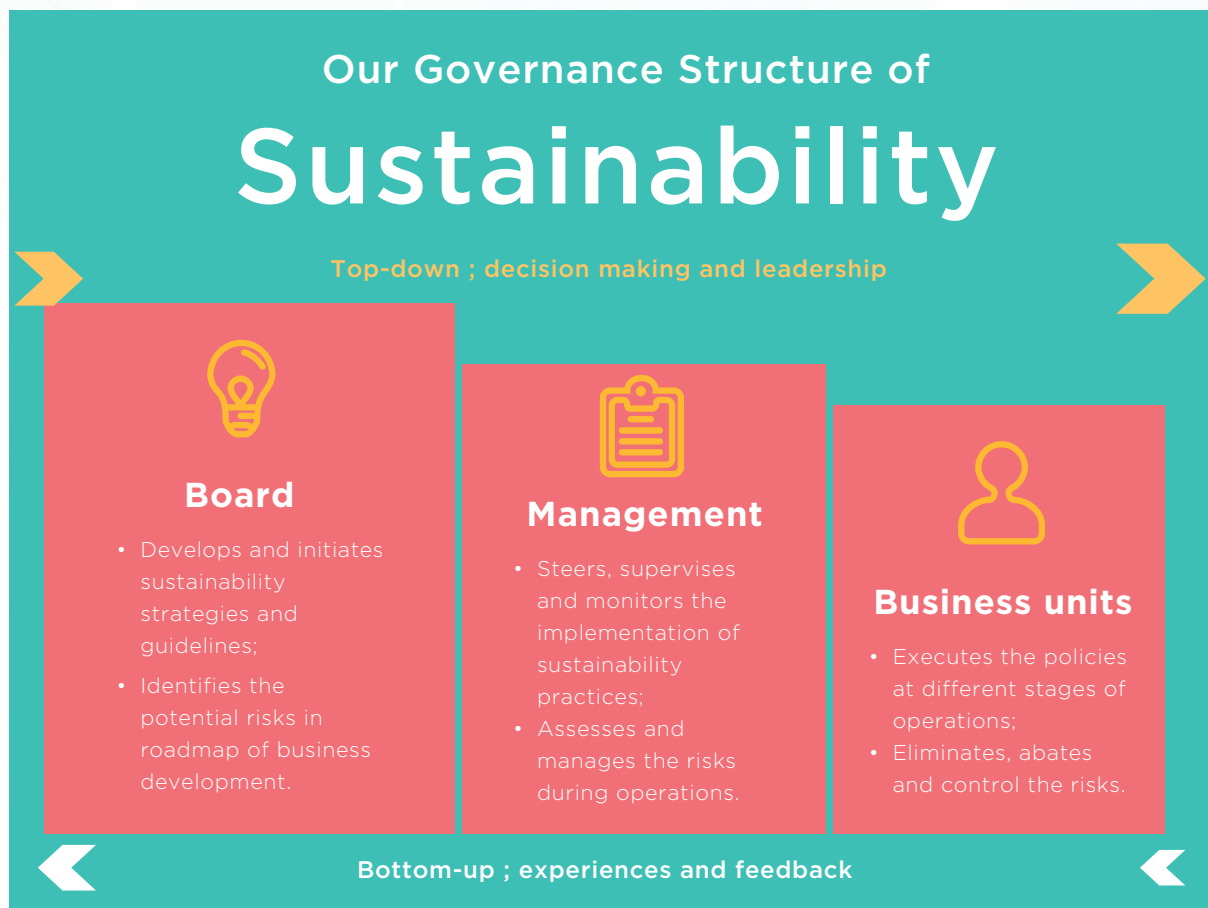 Our Governance Structure of
Sustainability
Top-down ; decision making and leadership
Board
• Develops and initiates
sustainability
strategies and
guidelines;
• Identifies the
potential risks in
roadmap of business
development.
Management
• Steers, supervises
and monitors the
implementation of
sustainability
practices;
• Assesses and
manages the risks
during operations.
Business units
• Executes the policies
at different stages of
operations;
• Eliminates, abates
and control the risks.
Bottom-up ; experiences and feedback